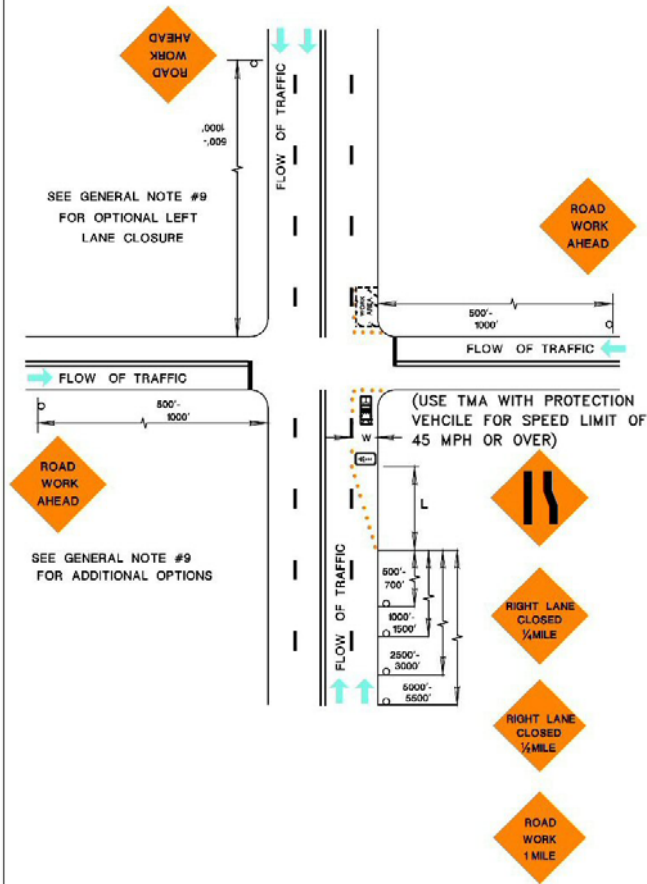 ROAD
WORK
AHEAD
600'-
1000'
FLOW OF TRAFFIC
SEE GENERAL NOTE #9
FOR OPTIONAL LEFT
LANE CLOSURE
ROAD
WORK
AHEAD
WORK
AREA
500'-
1000'
FLOW OF TRAFFIC
FLOW OF TRAFFIC
500'-
1000'
(USE TMA WITH PROTECTION
VEHCILE FOR SPEED LIMIT OF
45 MPH OR OVER)
W
ROAD
WORK
AHEAD
L
SEE GENERAL NOTE #9
FOR ADDITIONAL OPTIONS
FLOW OF TRAFFIC
500'-
700'
1000'-
1500'
2500'-
3000'
5000'-
5500'
RIGHT LANE
CLOSED
¼MILE
RIGHT LANE
CLOSED
½MILE
ROAD
WORK
1 MILE